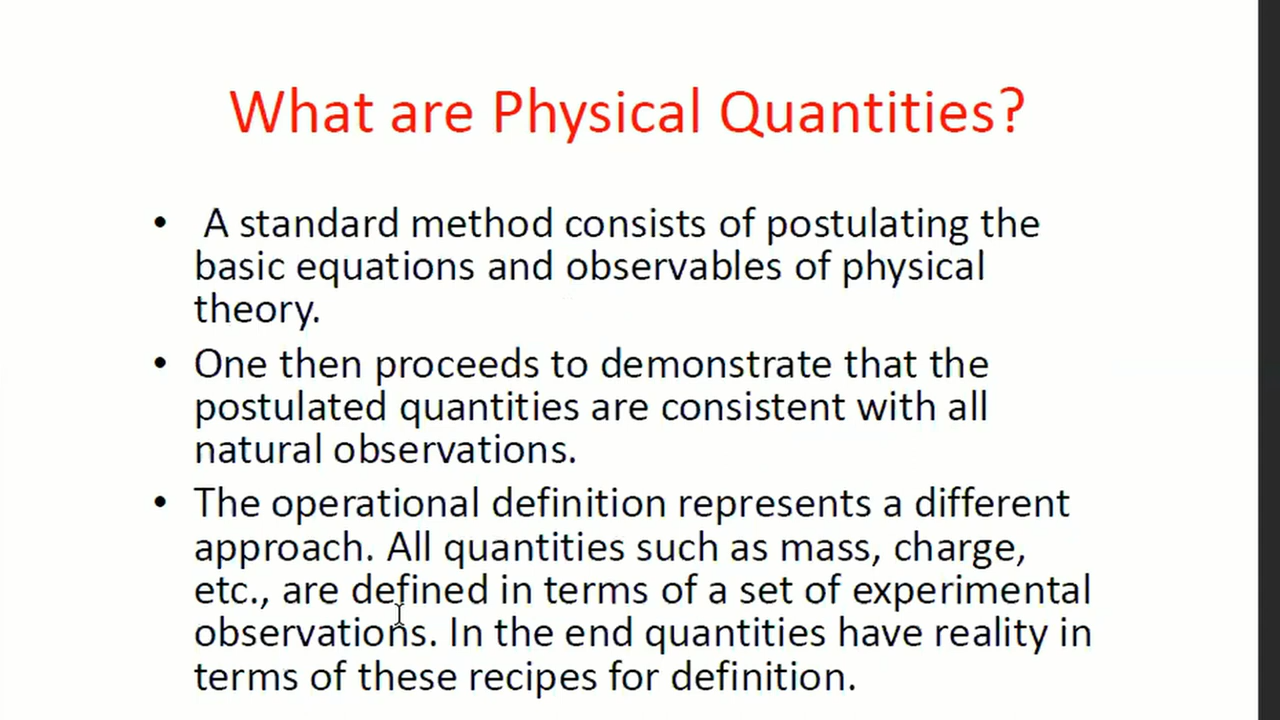 What are Physical Quantities?
• A standard method consists of postulating the
basic equations and observables of physical
theory.
• One then proceeds to demonstrate that the
postulated quantities are consistent with all
natural observations.
• The operational definition represents a different
approach. All quantities such as mass, charge,
etc., are defined in terms of a set of experimental
observations. In the end quantities have reality in
terms of these recipes for definition.